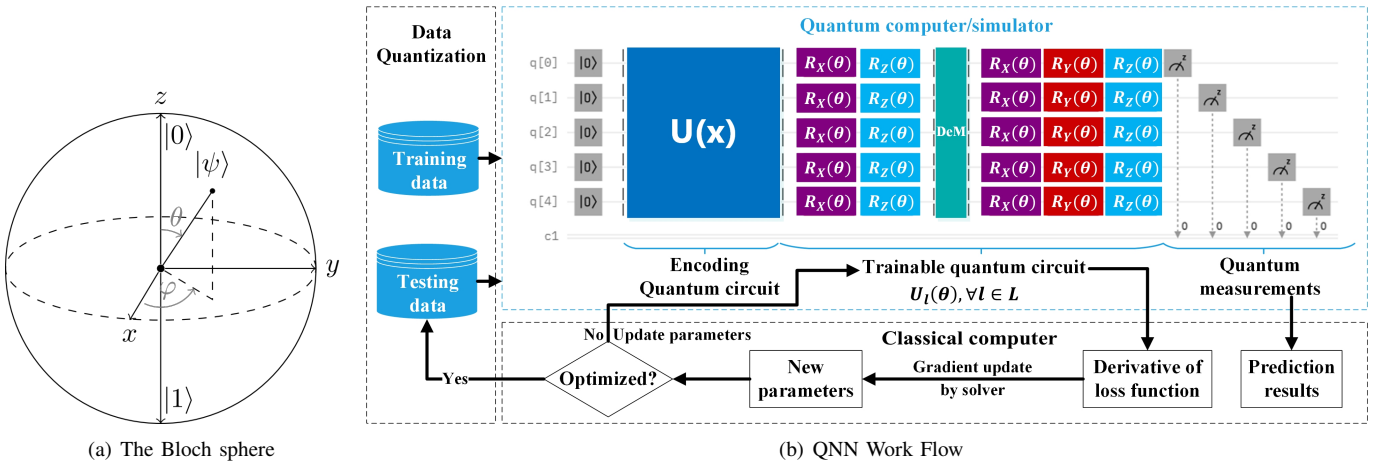 z
|0⟩
|ψ⟩
θ
y
φ
x
|1⟩
(a) The Bloch sphere
Data
Quantization
Training
data
Testing
data
Quantum computer/simulator
q[0] |0⟩ R_X(θ) R_Z(θ) R_X(θ) R_Y(θ) R_Z(θ) z
q[1] |0⟩ R_X(θ) R_Z(θ) R_X(θ) R_Y(θ) R_Z(θ) z
q[2] |0⟩ U(x) R_X(θ) R_Z(θ) DeM R_X(θ) R_Y(θ) R_Z(θ) z
q[3] |0⟩ R_X(θ) R_Z(θ) R_X(θ) R_Y(θ) R_Z(θ) z
q[4] |0⟩ R_X(θ) R_Z(θ) R_X(θ) R_Y(θ) R_Z(θ) z
c1 0 0 0 0 0
Encoding
Quantum circuit
Trainable quantum circuit
U_l(θ), ∀l ∈ L
Quantum
measurements
No Update parameters
Classical computer
Yes
Optimized?
New
parameters
Gradient update
by solver
Derivative of
loss function
Prediction
results
(b) QNN Work Flow